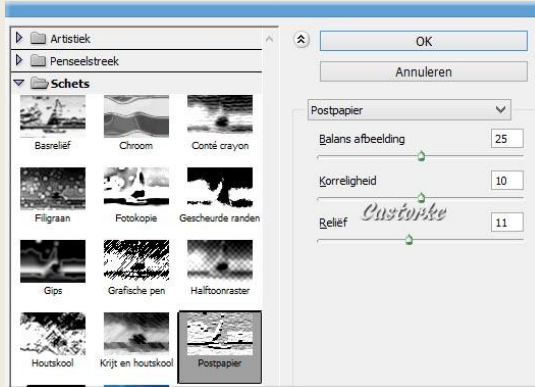 Artistiek
Penseelstreek
Schets
Basreliëf
Chroom
Conté crayon
Filigraan
Fotokopie
Gescheurde randen
Gips
Grafische pen
Halftoonraster
Houtskool
Krijt en houtskool
Postpapier
OK
Annuleren
Postpapier
Balans afbeelding 25
Korreligheid 10
Castorke
Reliëf 11